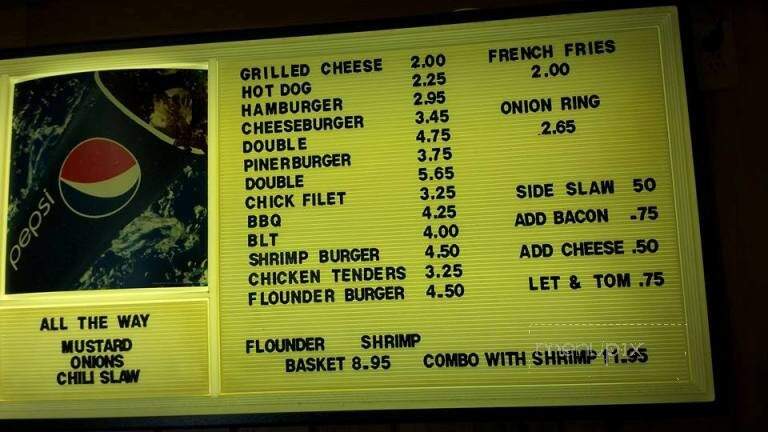 pepsi
GRILLED CHEESE 2.00
HOT DOG 2.25
HAMBURGER 2.95
CHEESEBURGER 3.45
DOUBLE 4.75
PINERBURGER 3.75
DOUBLE 5.65
CHICK FILET 3.25
BBQ 4.25
BLT 4.00
SHRIMP BURGER 4.50
CHICKEN TENDERS 3.25
FLOUNDER BURGER 4.50
FRENCH FRIES
2.00
ONION RING
2.65
SIDE SLAW 50
ADD BACON .75
ADD CHEESE .50
LET & TOM .75
ALL THE WAY
MUSTARD
ONIONS
CHILI SLAW
FLOUNDER SHRIMP
BASKET 8.95 COMBO WITH SHRIMP 11.95
menupix